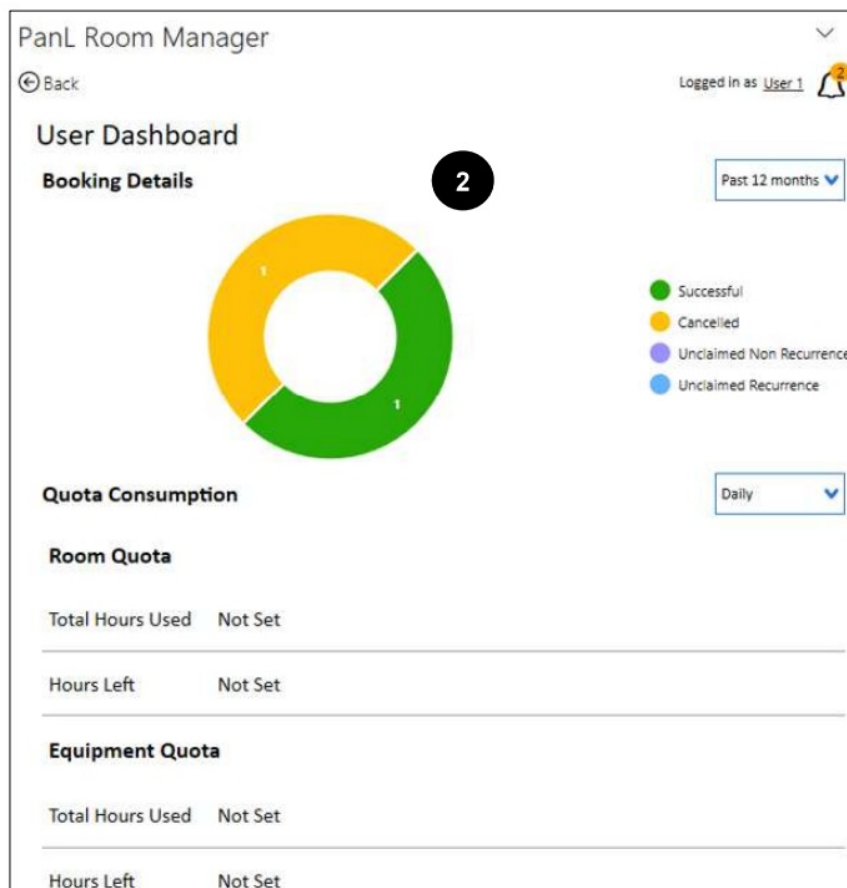 PanL Room Manager
Back
Logged in as User 1
2
User Dashboard
Booking Details
2
Past 12 months
1
1
Successful
Cancelled
Unclaimed Non Recurrence
Unclaimed Recurrence
Quota Consumption
Daily
Room Quota
Total Hours Used Not Set
Hours Left Not Set
Equipment Quota
Total Hours Used Not Set
Hours Left Not Set